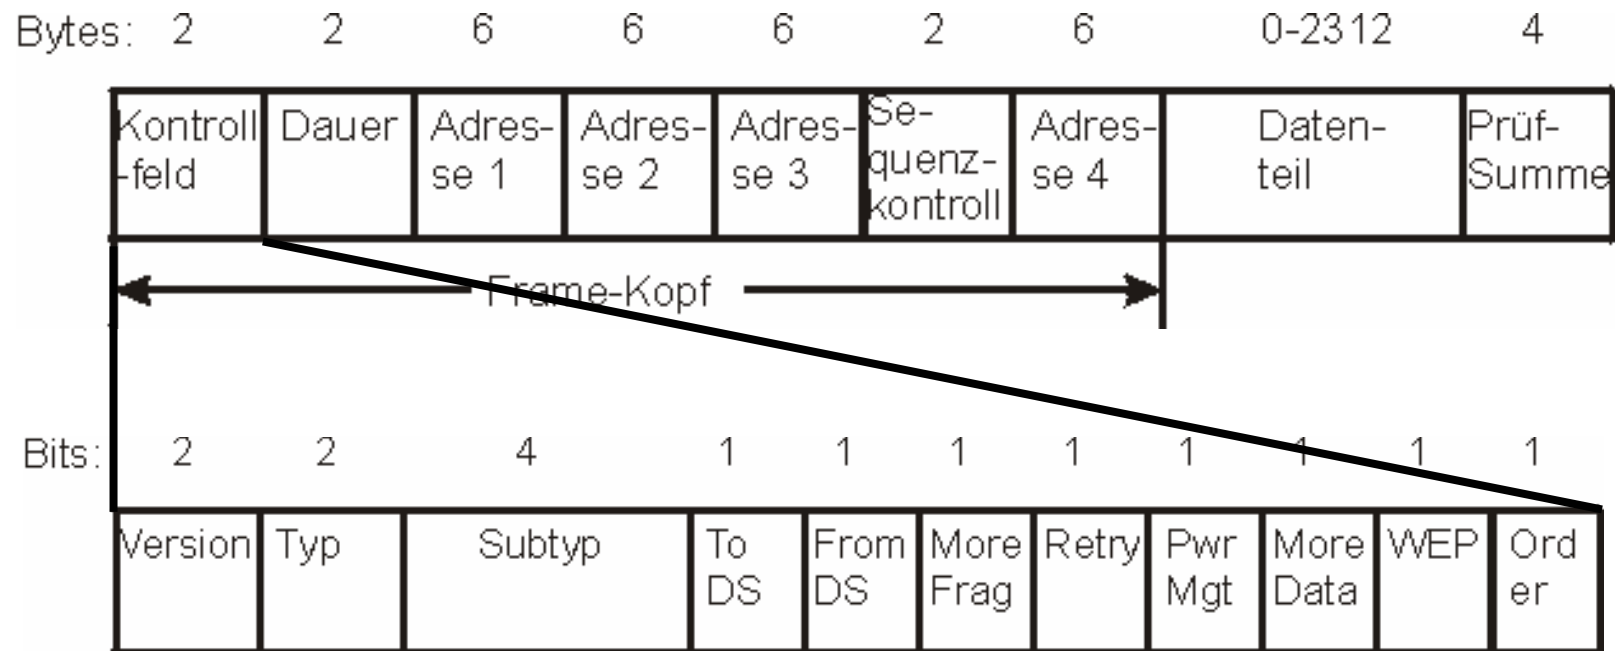 Bytes: 2 2 6 6 6 2 6 0-2312 4
Kontroll
-feld
Dauer
Adres-
se 1
Adres-
se 2
Adres-
se 3
Se-
quenz-
kontroll
Adres-
se 4
Daten-
teil
Prüf-
Summe
Frame-Kopf
Bits: 2 2 4 1 1 1 1 1 1 1 1
Version
Typ
Subtyp
To
DS
From
DS
More
Frag
Retry
Pwr
Mgt
More
Data
WEP
Ord
er